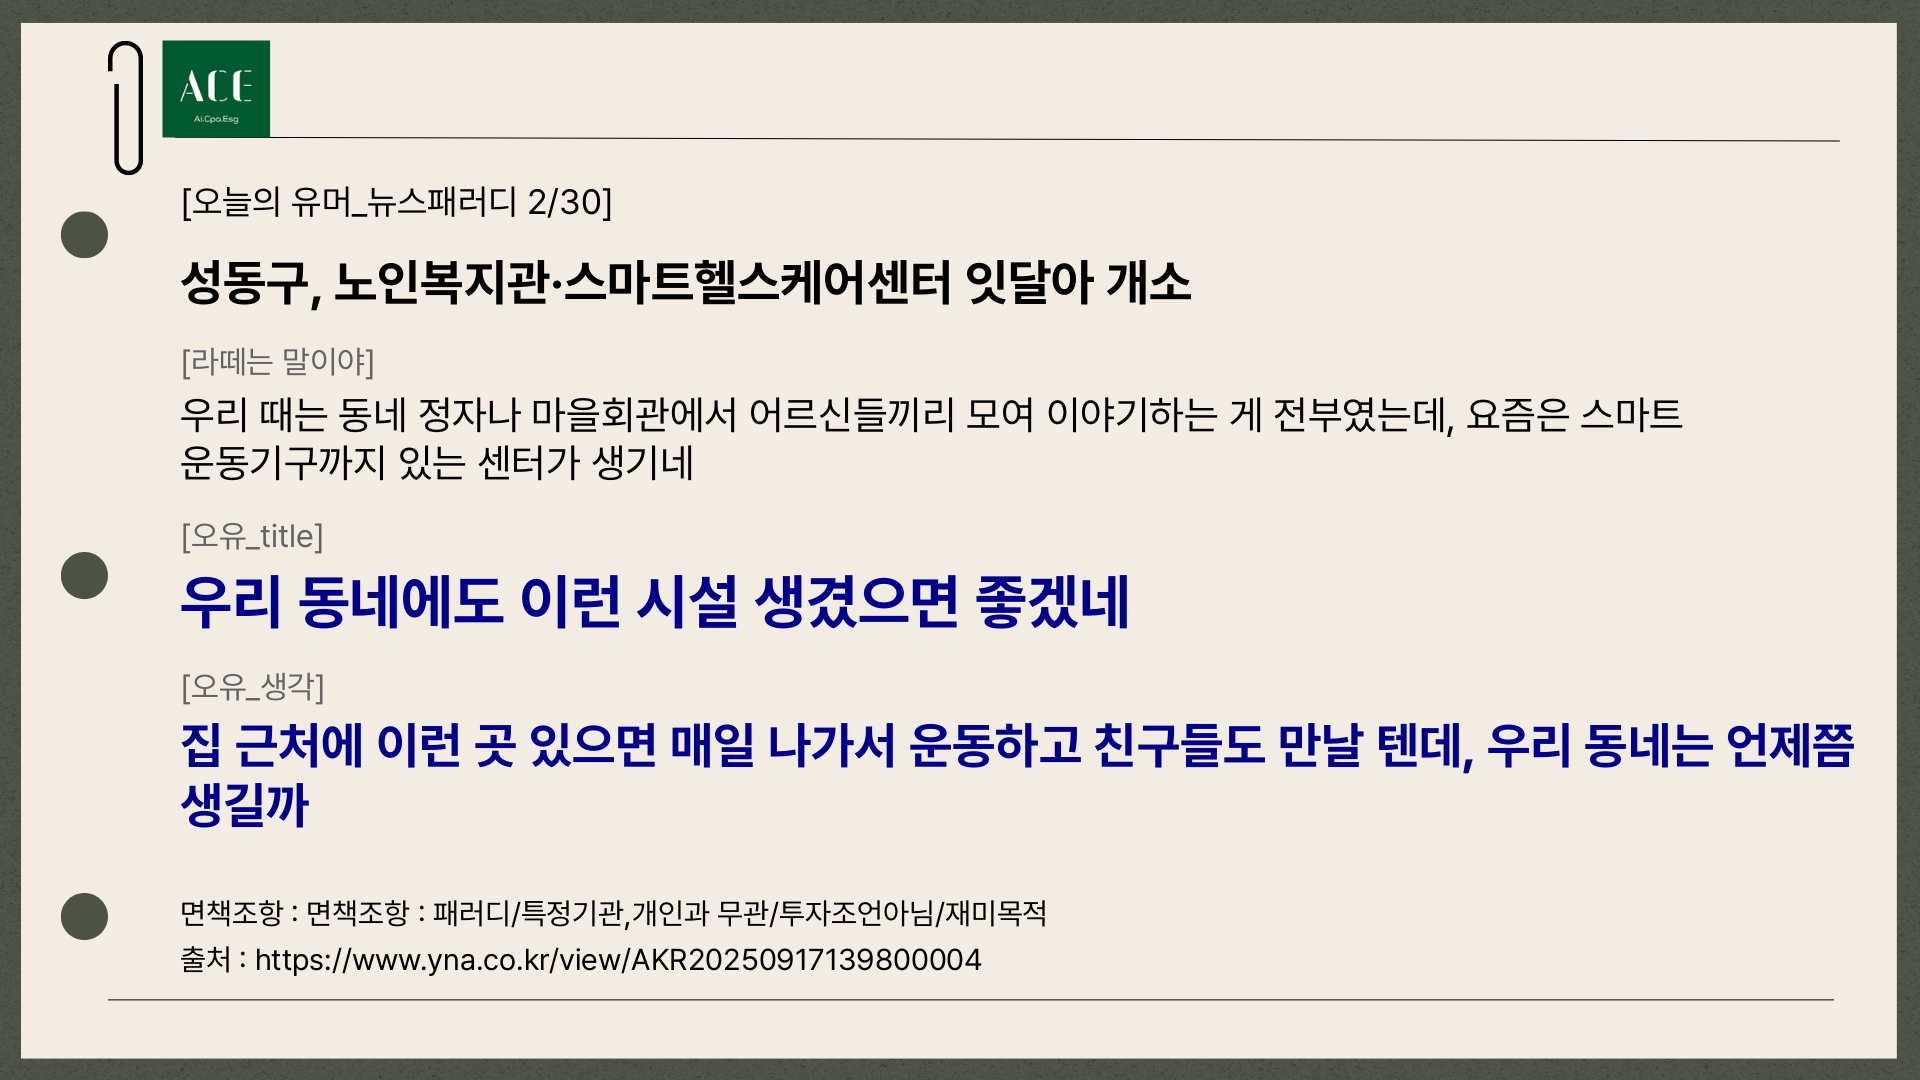 ACE
Ai.Cpa.Esg
[오늘의 유머_뉴스패러디 2/30]
성동구, 노인복지관·스마트헬스케어센터 잇달아 개소
[라떼는 말이야]
우리 때는 동네 정자나 마을회관에서 어르신들끼리 모여 이야기하는 게 전부였는데, 요즘은 스마트
운동기구까지 있는 센터가 생기네
[오유_title]
우리 동네에도 이런 시설 생겼으면 좋겠네
[오유_생각]
집 근처에 이런 곳 있으면 매일 나가서 운동하고 친구들도 만날 텐데, 우리 동네는 언제쯤
생길까
면책조항 : 면책조항 : 패러디/특정기관,개인과 무관/투자조언아님/재미목적
출처 : https://www.yna.co.kr/view/AKR20250917139800004